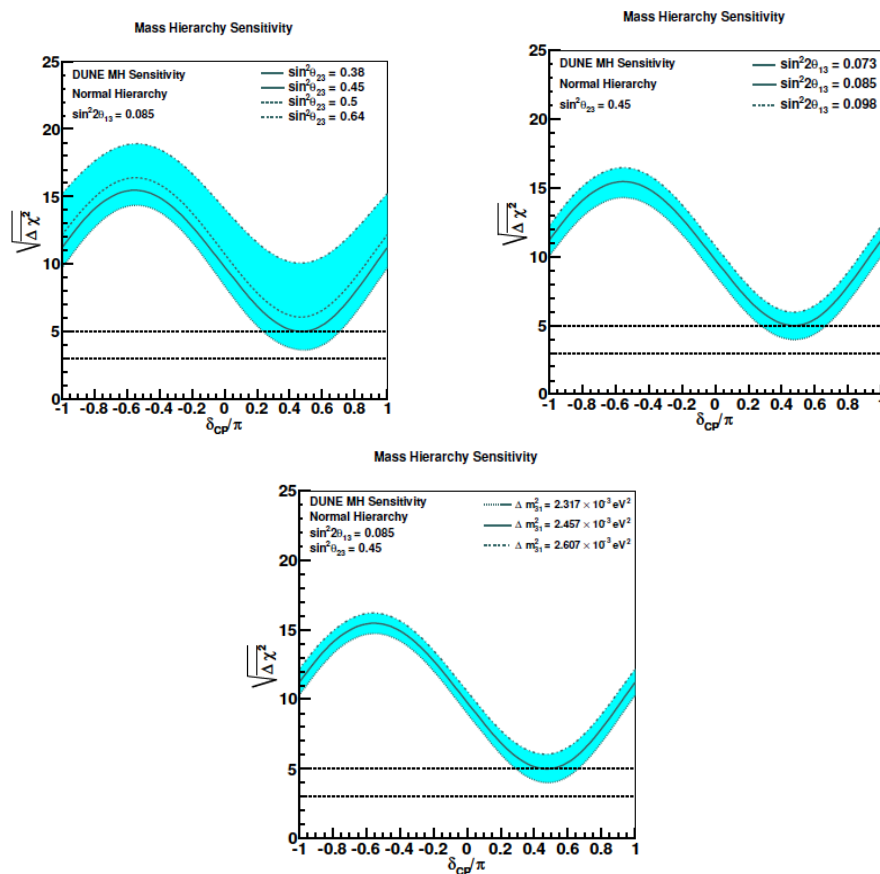 Mass Hierarchy Sensitivity
25
20
15
10
5
0
√Δχ²
DUNE MH Sensitivity
Normal Hierarchy
sin²2θ₁₃ = 0.085
sin²θ₂₃ = 0.38
sin²θ₂₃ = 0.45
sin²θ₂₃ = 0.5
sin²θ₂₃ = 0.64
-1 -0.8 -0.6 -0.4 -0.2 0 0.2 0.4 0.6 0.8 1
δCP/π
Mass Hierarchy Sensitivity
25
20
15
10
5
0
√Δχ²
DUNE MH Sensitivity
Normal Hierarchy
sin²θ₂₃ = 0.45
sin²2θ₁₃ = 0.073
sin²2θ₁₃ = 0.085
sin²2θ₁₃ = 0.098
-1 -0.8 -0.6 -0.4 -0.2 0 0.2 0.4 0.6 0.8 1
δCP/π
Mass Hierarchy Sensitivity
25
20
15
10
5
0
√Δχ²
DUNE MH Sensitivity
Normal Hierarchy
sin²2θ₁₃ = 0.085
sin²θ₂₃ = 0.45
Δ m²₃₁ = 2.317 × 10⁻³ eV²
Δ m²₃₁ = 2.457 × 10⁻³ eV²
Δ m²₃₁ = 2.607 × 10⁻³ eV²
-1 -0.8 -0.6 -0.4 -0.2 0 0.2 0.4 0.6 0.8 1
δCP/π